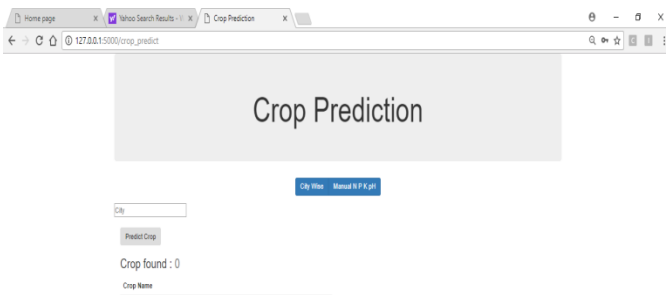 Home page Yahoo Search Results - Crop Prediction
127.0.0.1:5000/crop_predict
Crop Prediction
City Wise Manual N P K pH
City
Predict Crop
Crop found : 0
Crop Name